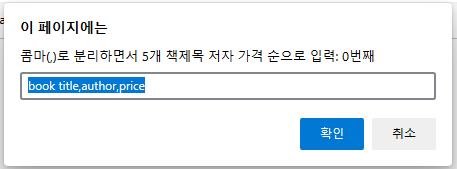 이 페이지에는
콤마(,)로 분리하면서 5개 책제목 저자 가격 순으로 입력: 0번째
book title,author,price
확인 취소